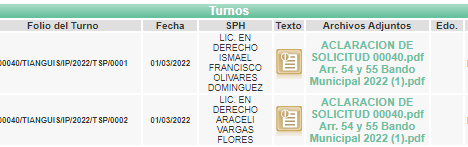 Turnos
Folio del Turno Fecha SPH Texto Archivos Adjuntos Edo.
00040/TIANGUIS/IP/2022/TSP/0001 01/03/2022 LIC. EN DERECHO ISMAEL FRANCISCO OLIVARES DOMINGUEZ ACLARACION DE SOLICITUD 00040.pdf Arr. 54 y 55 Bando Municipal 2022 (1).pdf
00040/TIANGUIS/IP/2022/TSP/0002 01/03/2022 LIC. EN DERECHO ARACELI VARGAS FLORES ACLARACION DE SOLICITUD 00040.pdf Arr. 54 y 55 Bando Municipal 2022 (1).pdf